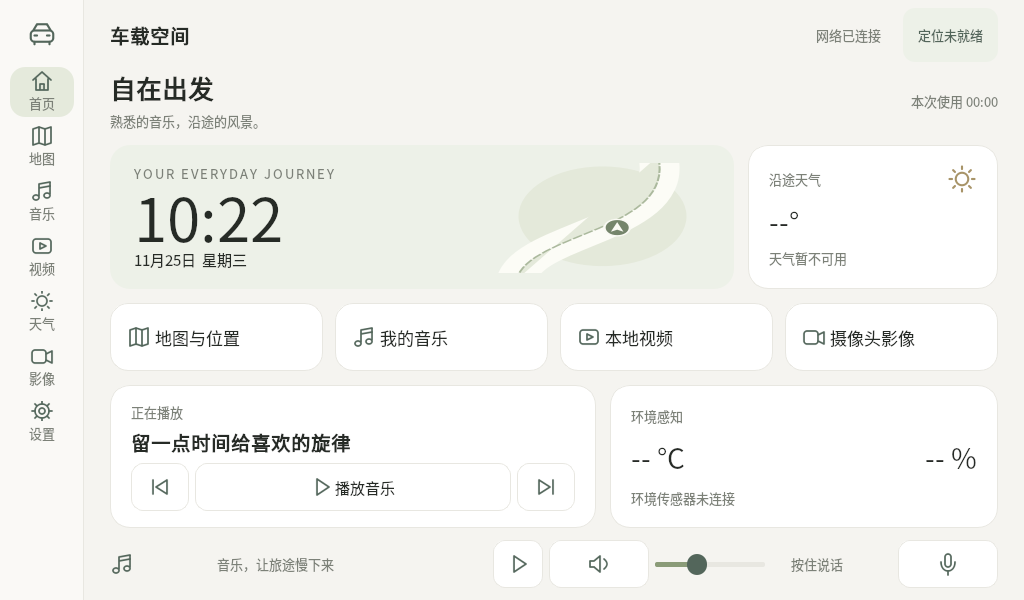 车载空间
网络已连接
定位未就绪
首页
地图
音乐
视频
天气
影像
设置
自在出发
熟悉的音乐，沿途的风景。
本次使用 00:00
YOUR EVERYDAY JOURNEY
10:22
11月25日 星期三
沿途天气
--°
天气暂不可用
地图与位置
我的音乐
本地视频
摄像头影像
正在播放
留一点时间给喜欢的旋律
播放音乐
环境感知
-- °C
-- %
环境传感器未连接
音乐，让旅途慢下来
按住说话